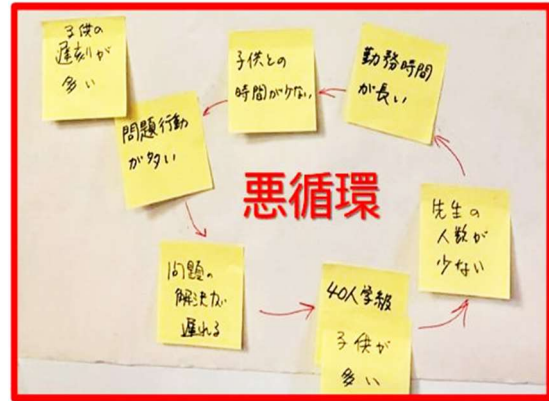 子供の
遅刻が
多い
子供との
時間が少ない
勤務時間
が長い
問題行動
が多い
悪循環
先生の
人数が
少ない
問題の
解決が
遅れる
40人学級
子供が
多い